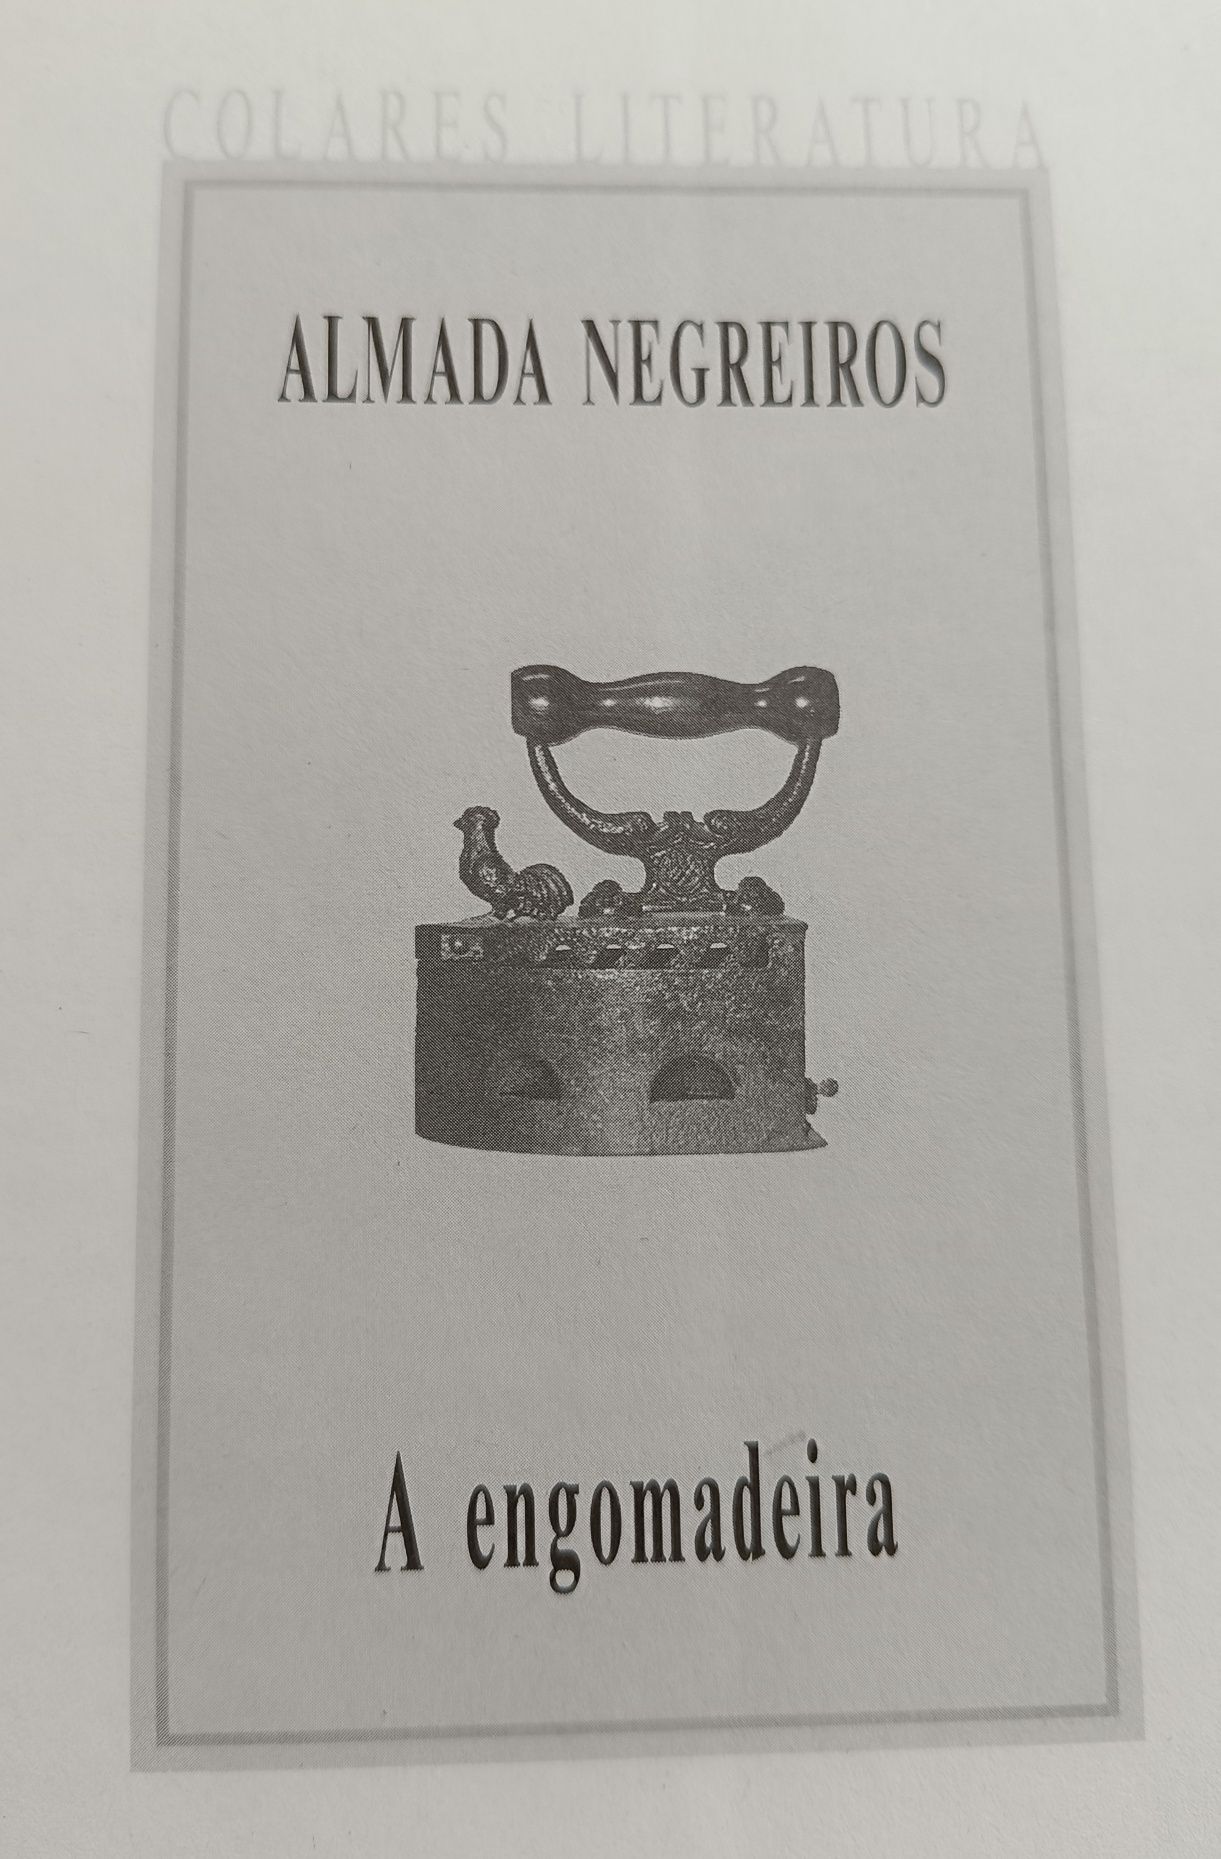 COLARES LITERATURA
ALMADA NEGREIROS
A engomadeira